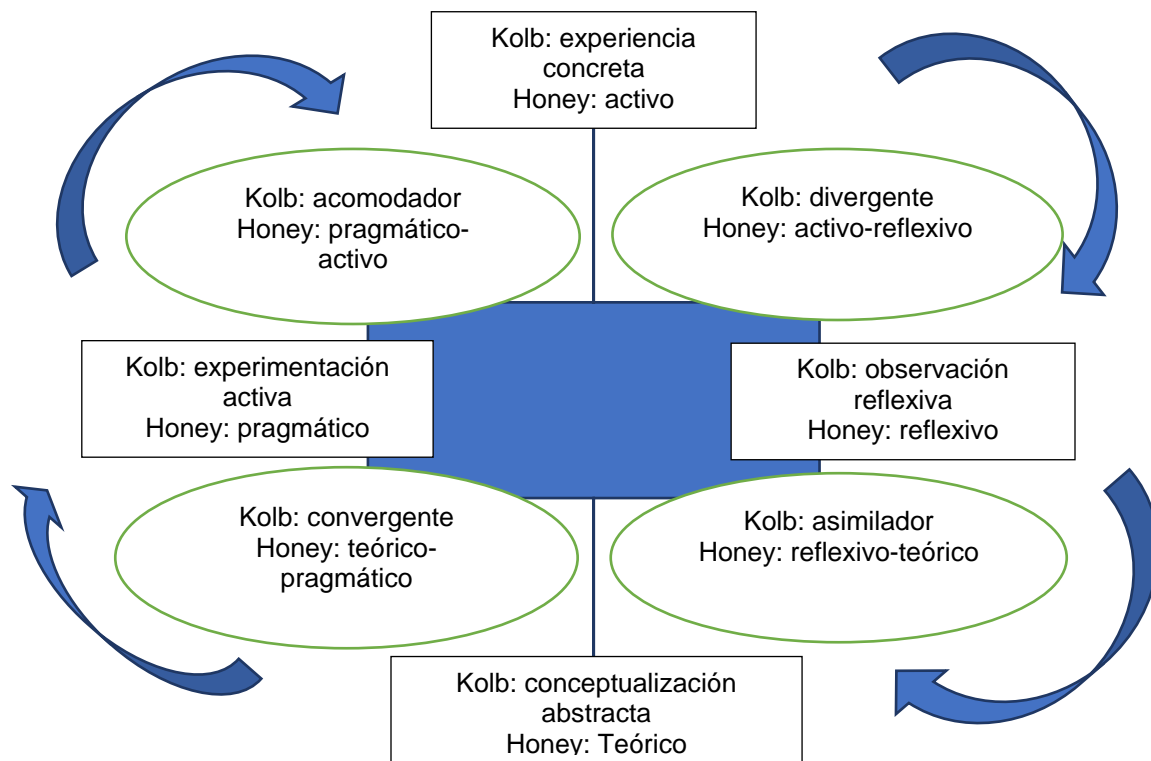 Kolb: experiencia
concreta
Honey: activo
Kolb: acomodador
Honey: pragmático-
activo
Kolb: divergente
Honey: activo-reflexivo
Kolb: experimentación
activa
Honey: pragmático
Kolb: observación
reflexiva
Honey: reflexivo
Kolb: convergente
Honey: teórico-
pragmático
Kolb: asimilador
Honey: reflexivo-teórico
Kolb: conceptualización
abstracta
Honey: Teórico